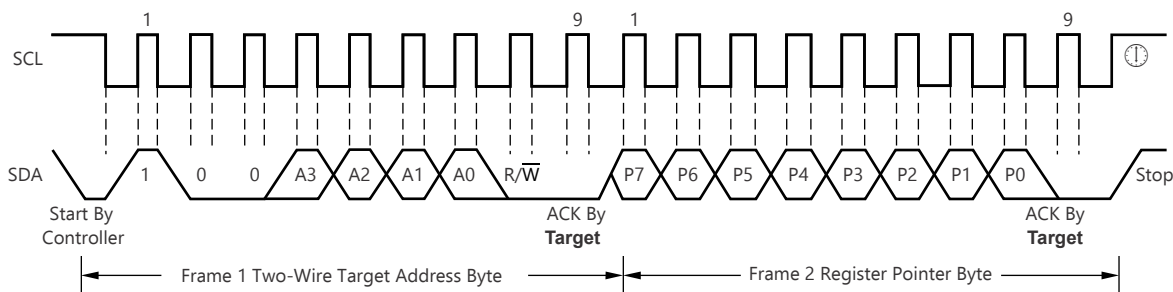 1 9 1 9
SCL
SDA 1 0 0 A3 A2 A1 A0 R/W̅ P7 P6 P5 P4 P3 P2 P1 P0 Stop
Start By
Controller
ACK By
Target
ACK By
Target
Frame 1 Two-Wire Target Address Byte
Frame 2 Register Pointer Byte